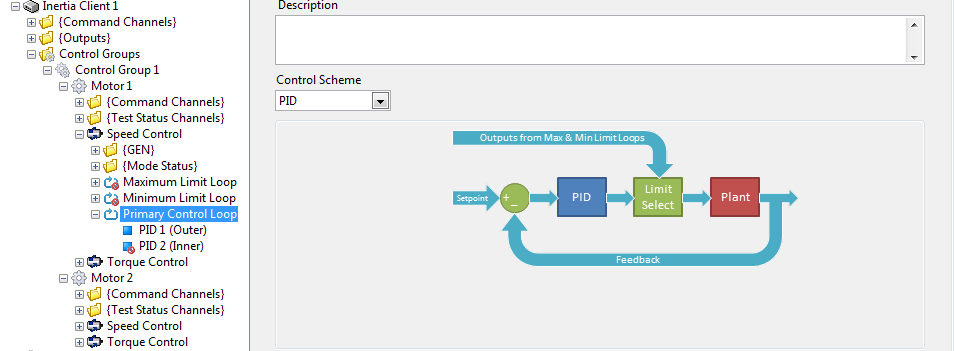 Inertia Client 1
{Command Channels}
{Outputs}
Control Groups
Control Group 1
Motor 1
{Command Channels}
{Test Status Channels}
Speed Control
{GEN}
{Mode Status}
Maximum Limit Loop
Minimum Limit Loop
Primary Control Loop
PID 1 (Outer)
PID 2 (Inner)
Torque Control
Motor 2
{Command Channels}
{Test Status Channels}
Speed Control
Torque Control
Description
Control Scheme
PID
Outputs from Max & Min Limit Loops
Setpoint
+
_
PID
Limit
Select
Plant
Feedback